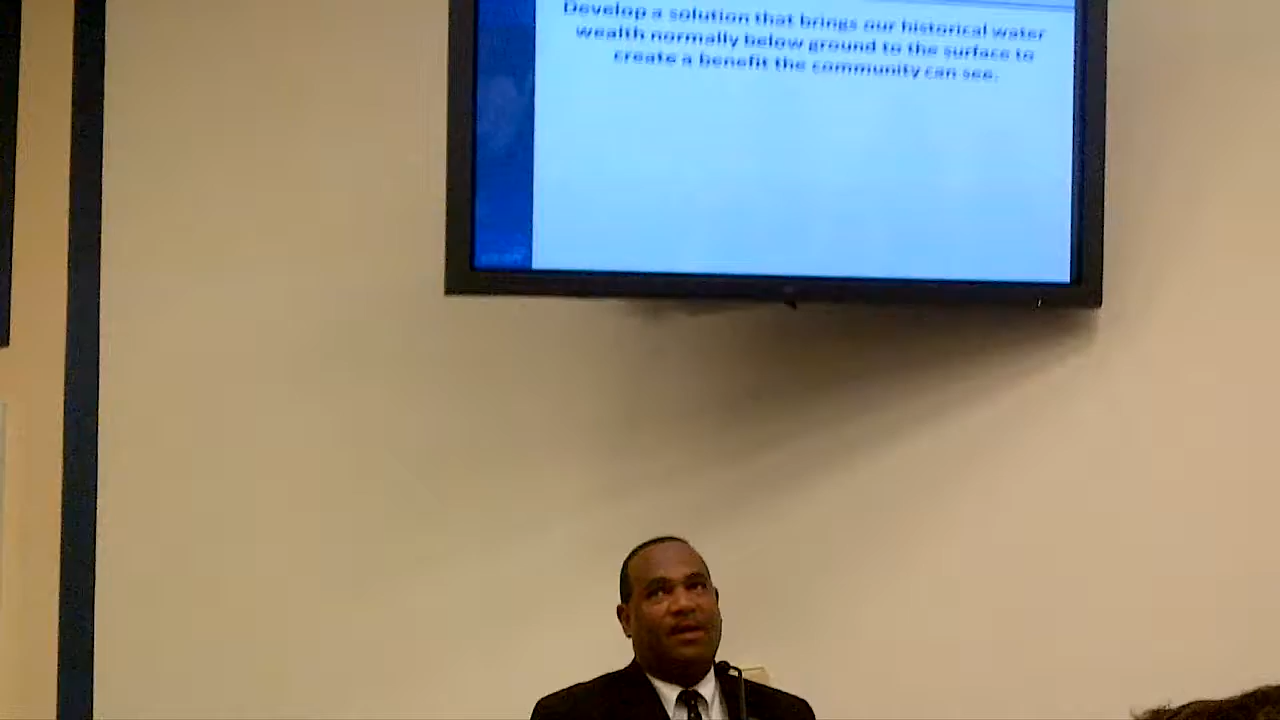 Develop a solution that brings our historical water
wealth normally below ground to the surface to
create a benefit the community can see.